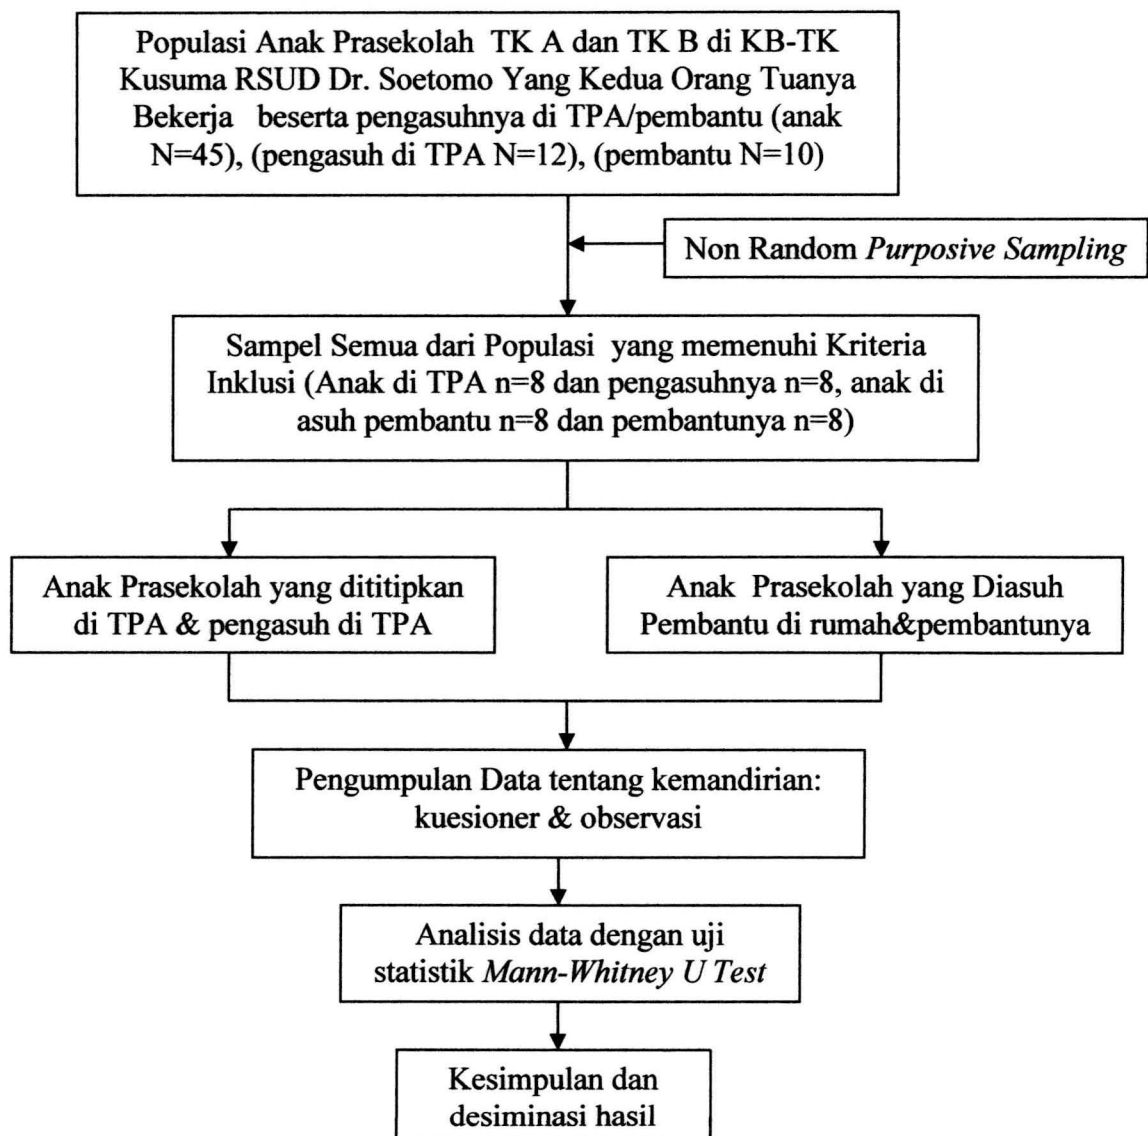 Populasi Anak Prasekolah TK A dan TK B di KB-TK
Kusuma RSUD Dr. Soetomo Yang Kedua Orang Tuanya
Bekerja beserta pengasuhnya di TPA/pembantu (anak
N=45), (pengasuh di TPA N=12), (pembantu N=10)
Non Random Purposive Sampling
Sampel Semua dari Populasi yang memenuhi Kriteria
Inklusi (Anak di TPA n=8 dan pengasuhnya n=8, anak di
asuh pembantu n=8 dan pembantunya n=8)
Anak Prasekolah yang dititipkan
di TPA & pengasuh di TPA
Anak Prasekolah yang Diasuh
Pembantu di rumah&pembantunya
Pengumpulan Data tentang kemandirian:
kuesioner & observasi
Analisis data dengan uji
statistik Mann-Whitney U Test
Kesimpulan dan
desiminasi hasil